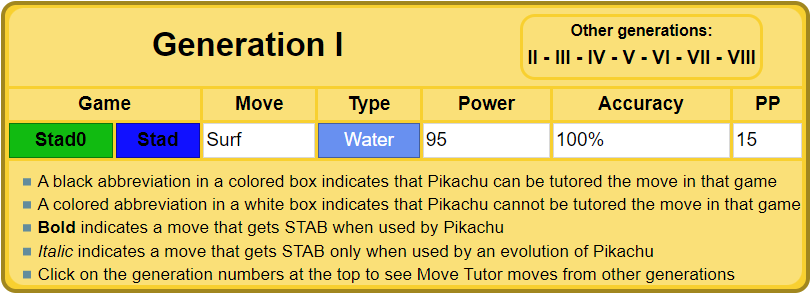 Generation I
Other generations:
II - III - IV - V - VI - VII - VIII
Game Move Type Power Accuracy PP
Stad0 Stad Surf Water 95 100% 15
A black abbreviation in a colored box indicates that Pikachu can be tutored the move in that game
A colored abbreviation in a white box indicates that Pikachu cannot be tutored the move in that game
Bold indicates a move that gets STAB when used by Pikachu
Italic indicates a move that gets STAB only when used by an evolution of Pikachu
Click on the generation numbers at the top to see Move Tutor moves from other generations